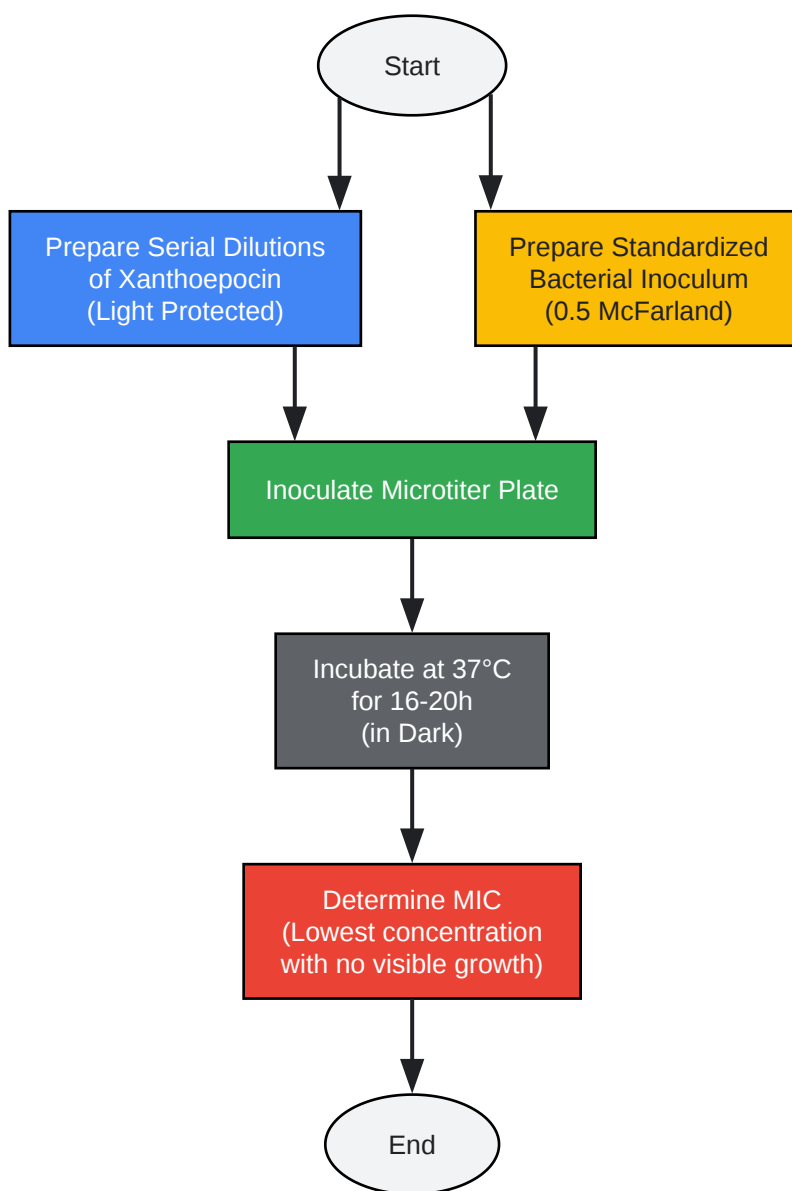 Start
Prepare Serial Dilutions
of Xanthoepocin
(Light Protected)
Prepare Standardized
Bacterial Inoculum
(0.5 McFarland)
Inoculate Microtiter Plate
Incubate at 37°C
for 16-20h
(in Dark)
Determine MIC
(Lowest concentration
with no visible growth)
End